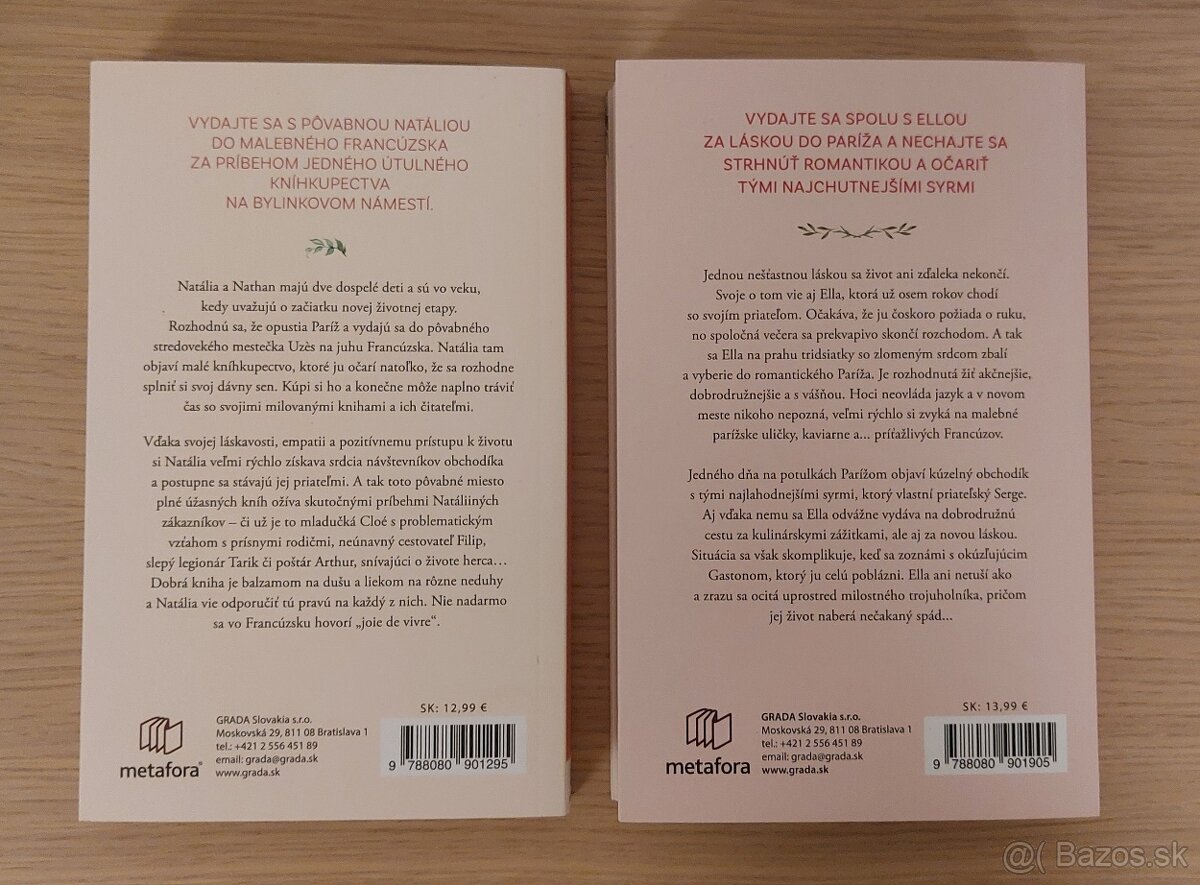 VYDAJTE SA S PÔVABNOU NATÁLIOU
DO MALEBNÉHO FRANCÚZSKA
ZA PRÍBEHOM JEDNÉHO ÚTULNÉHO
KNÍHKUPECTVA
NA BYLINKOVOM NÁMESTÍ.
Natália a Nathan majú dve dospelé deti a sú vo veku,
kedy uvažujú o začiatku novej životnej etapy.
Rozhodnú sa, že opustia Paríž a vydajú sa do pôvabného
stredovekého mestečka Uzès na juhu Francúzska. Natália tam
objaví malé kníhkupectvo, ktoré ju očarí natoľko, že sa rozhodne
splniť si svoj dávny sen. Kúpi si ho a konečne môže naplno tráviť
čas so svojimi milovanými knihami a ich čitateľmi.
Vďaka svojej láskavosti, empatii a pozitívnemu prístupu k životu
si Natália veľmi rýchlo získava srdcia návštevníkov obchodíka
a postupne sa stávajú jej priateľmi. A tak toto pôvabné miesto
plné úžasných kníh ožíva skutočnými príbehmi Natáliiných
zákazníkov – či už je to mladučká Cloé s problematickým
vzťahom s prísnymi rodičmi, neúnavný cestovateľ Filip,
slepý legionár Tarik či poštár Arthur, snívajúci o živote herca...
Dobrá kniha je balzamom na dušu a liekom na rôzne neduhy
a Natália vie odporučiť tú pravú na každý z nich. Nie nadarmo
sa vo Francúzsku hovorí „joie de vivre“.
SK: 12,99 €
metafora®
GRADA Slovakia s.r.o.
Moskovská 29, 811 08 Bratislava 1
tel.: +421 2 556 451 89
email: grada@grada.sk
www.grada.sk
9 788080 901295
VYDAJTE SA SPOLU S ELLOU
ZA LÁSKOU DO PARÍŽA A NECHAJTE SA
STRHNÚŤ ROMANTIKOU A OČARIŤ
TÝMI NAJCHUTNEJŠÍMI SYRMI
Jednou nešťastnou láskou sa život ani zďaleka nekončí.
Svoje o tom vie aj Ella, ktorá už osem rokov chodí
so svojím priateľom. Očakáva, že ju čoskoro požiada o ruku,
no spoločná večera sa prekvapivo skončí rozchodom. A tak
sa Ella na prahu tridsiatky so zlomeným srdcom zbalí
a vyberie do romantického Paríža. Je rozhodnutá žiť akčnejšie,
dobrodružnejšie a s vášňou. Hoci neovláda jazyk a v novom
meste nikoho nepozná, veľmi rýchlo si zvyká na malebné
parížske uličky, kaviarne a... príťažlivých Francúzov.
Jedného dňa na potulkách Parížom objaví kúzelný obchodík
s tými najlahodnejšími syrmi, ktorý vlastní priateľský Serge.
Aj vďaka nemu sa Ella odvážne vydáva na dobrodružnú
cestu za kulinárskymi zážitkami, ale aj za novou láskou.
Situácia sa však skomplikuje, keď sa zoznámi s okúzľujúcim
Gastonom, ktorý ju celú poblázni. Ella ani netuší ako
a zrazu sa ocitá uprostred milostného trojuholníka, pričom
jej život naberá nečakaný spád...
SK: 13,99 €
metafora
GRADA Slovakia s.r.o.
Moskovská 29, 811 08 Bratislava 1
tel.: +421 2 556 451 89
email: grada@grada.sk
www.grada.sk
9 788080 901905
@( Bazos.sk